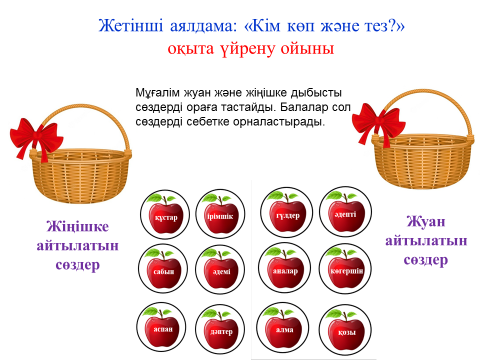 Жетінші аялдама: «Кім көп және тез?»
оқыта үйрену ойыны
Мұғалім жуан және жіңішке дыбысты
сөздерді ораға тастайды. Балалар сол
сөздерді себетке орналастырады.
Жіңішке
айтылатын
сөздер
Жуан
айтылатын
сөздер
құстар
ірімшік
гүлдер
әдепті
сабын
әдемі
аналар
көгершін
аспан
дәптер
алма
қозы